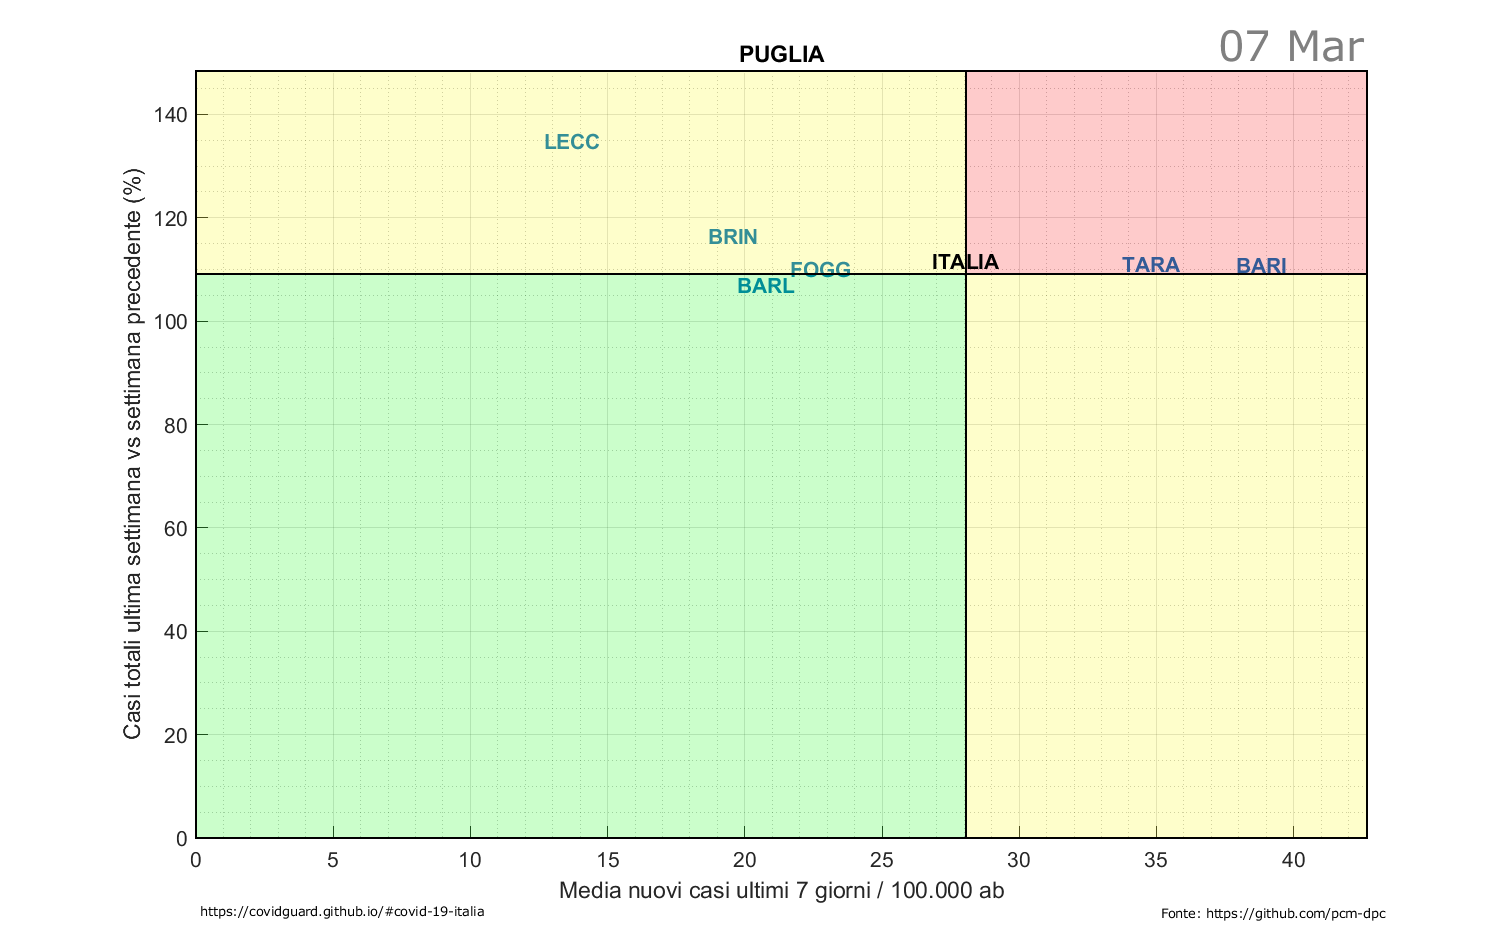 07 Mar
PUGLIA
Casi totali ultima settimana vs settimana precedente (%)
140
120
100
80
60
40
20
0
LECC
BRIN
FOGG
BARL
ITALIA
TARA
BARI
0 5 10 15 20 25 30 35 40
Media nuovi casi ultimi 7 giorni / 100.000 ab
https://covidguard.github.io/#covid-19-italia
Fonte: https://github.com/pcm-dpc